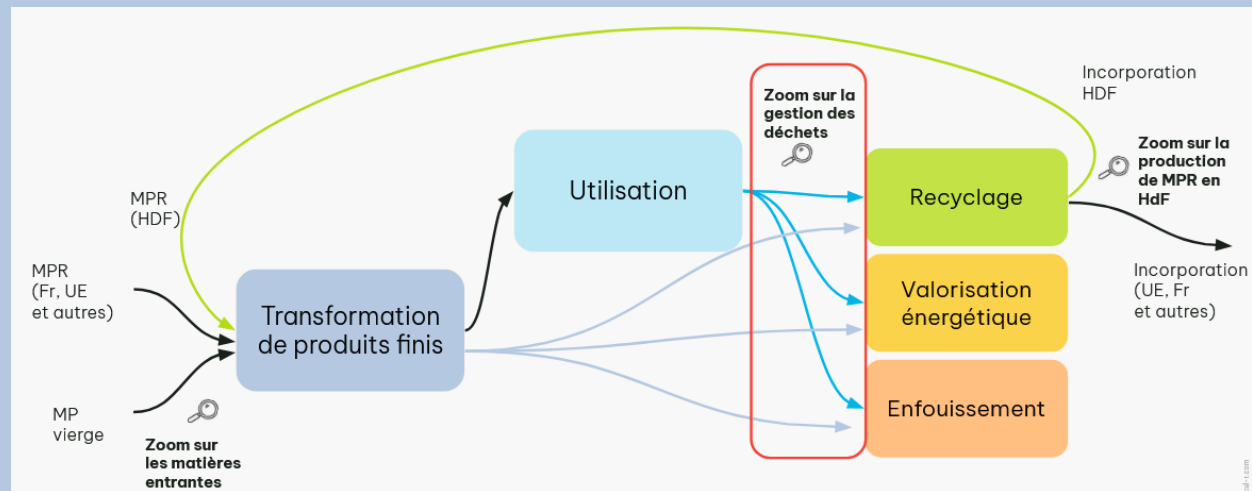 Incorporation
HDF
Zoom sur la
gestion des
déchets
Zoom sur la
production
de MPR en
HdF
Utilisation
Recyclage
MPR
(HDF)
MPR
(Fr, UE
et autres)
Incorporation
(UE, Fr
et autres)
Transformation
de produits finis
Valorisation
énergétique
MP
vierge
Enfouissement
Zoom sur
les matières
entrantes